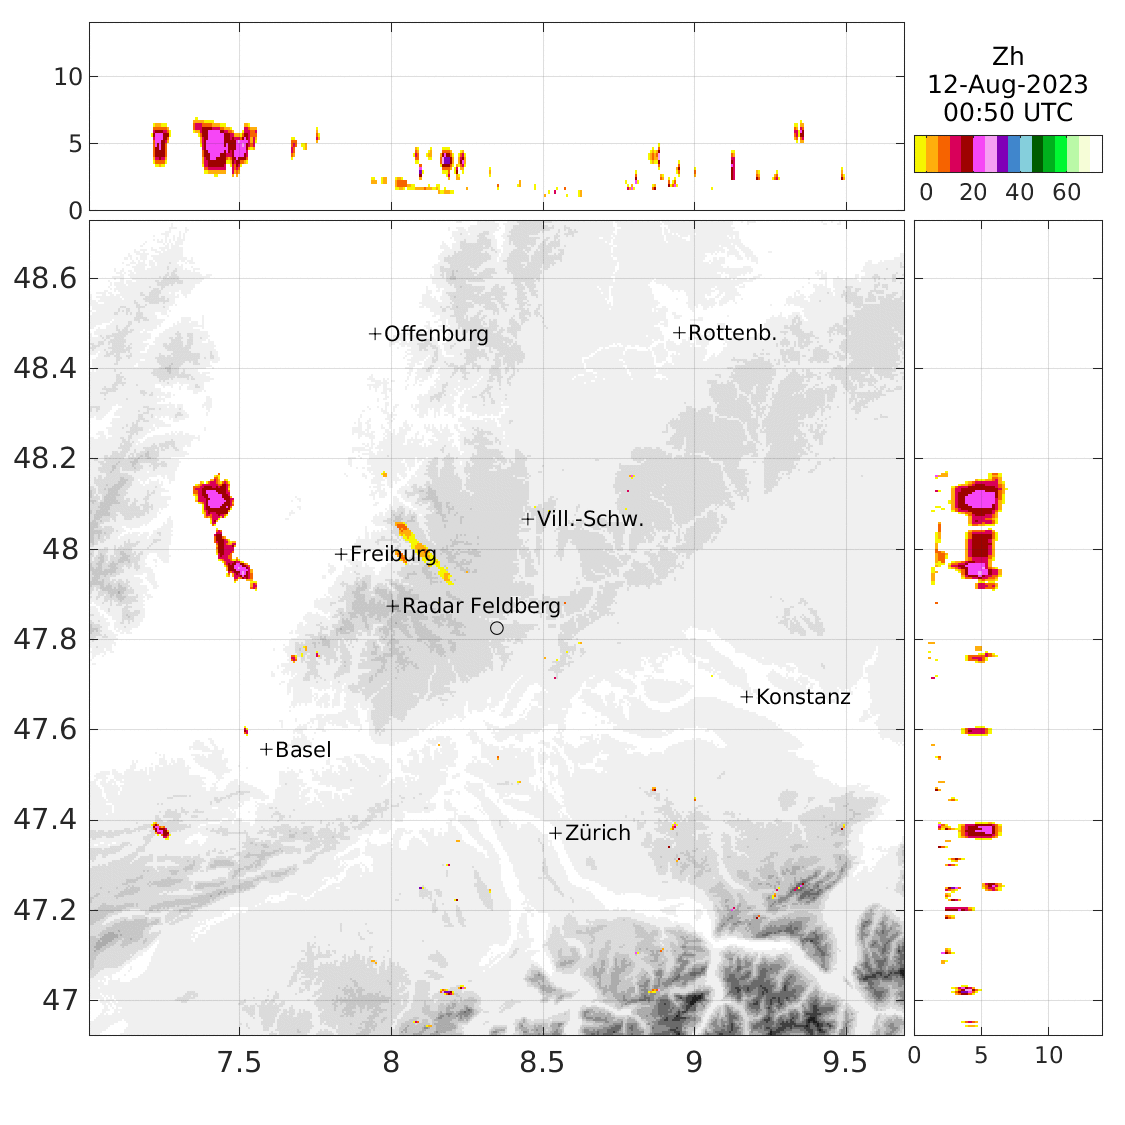 Zh
12-Aug-2023
00:50 UTC
0 20 40 60
10
5
0
48.6
48.4
48.2
48
47.8
47.6
47.4
47.2
47
Offenburg
Rottenb.
Vill.-Schw.
Freiburg
Radar Feldberg
Konstanz
Basel
Zürich
7.5 8 8.5 9 9.5
0 5 10